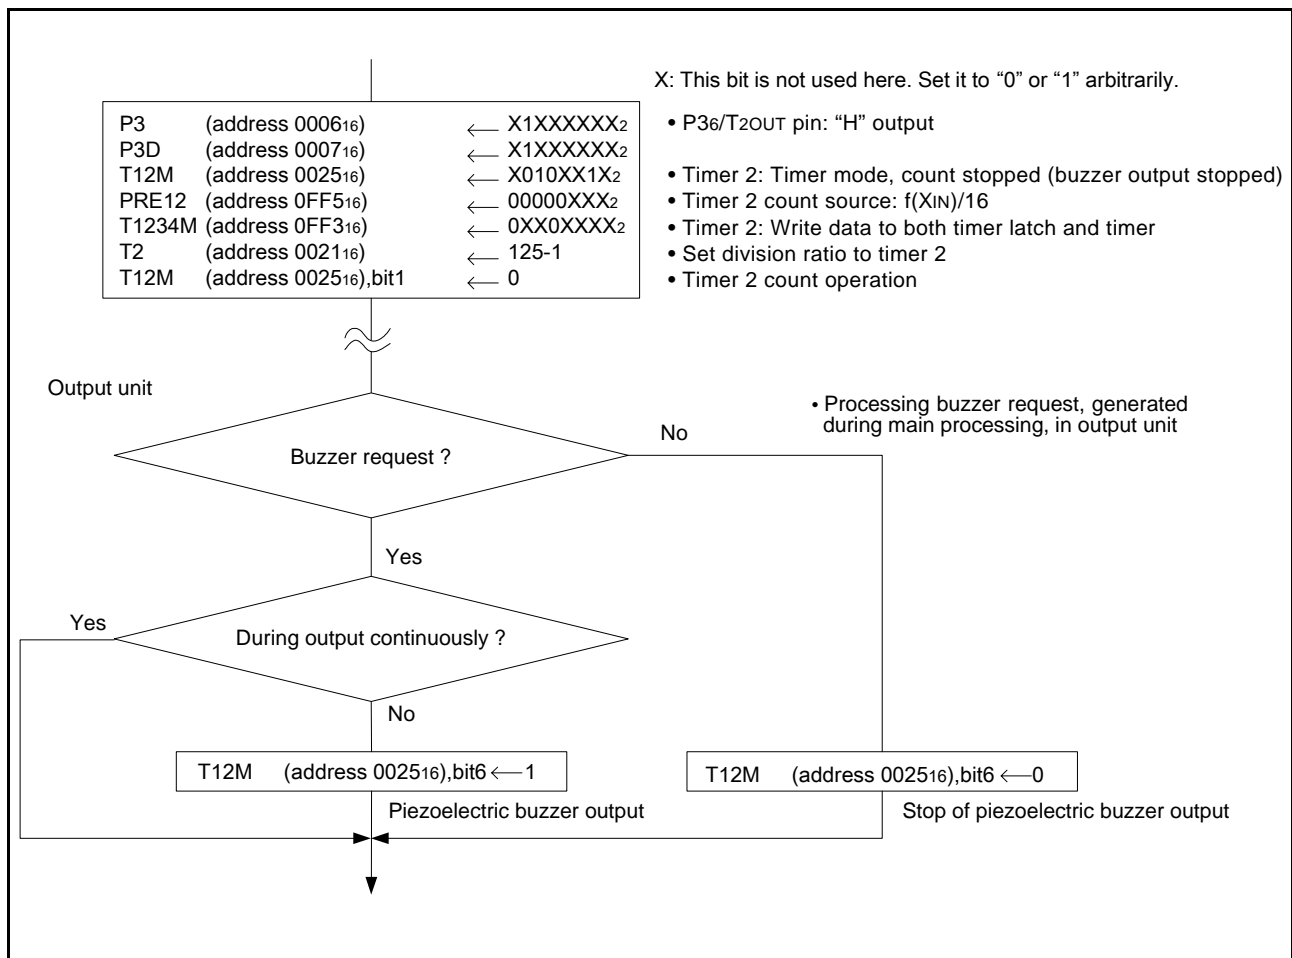 X: This bit is not used here. Set it to “0” or “1” arbitrarily.
P3 (address 000616) ← X1XXXXXX2 • P36/T2OUT pin: “H” output
P3D (address 000716) ← X1XXXXXX2
T12M (address 002516) ← X010XX1X2 • Timer 2: Timer mode, count stopped (buzzer output stopped)
PRE12 (address 0FF516) ← 00000XXX2 • Timer 2 count source: f(XIN)/16
T1234M (address 0FF316) ← 0XX0XXXX2 • Timer 2: Write data to both timer latch and timer
T2 (address 002116) ← 125-1 • Set division ratio to timer 2
T12M (address 002516),bit1 ← 0 • Timer 2 count operation
Output unit
• Processing buzzer request, generated
during main processing, in output unit
No
Buzzer request ?
Yes
Yes
During output continuously ?
No
T12M (address 002516),bit6 ← 1
T12M (address 002516),bit6 ← 0
Piezoelectric buzzer output
Stop of piezoelectric buzzer output